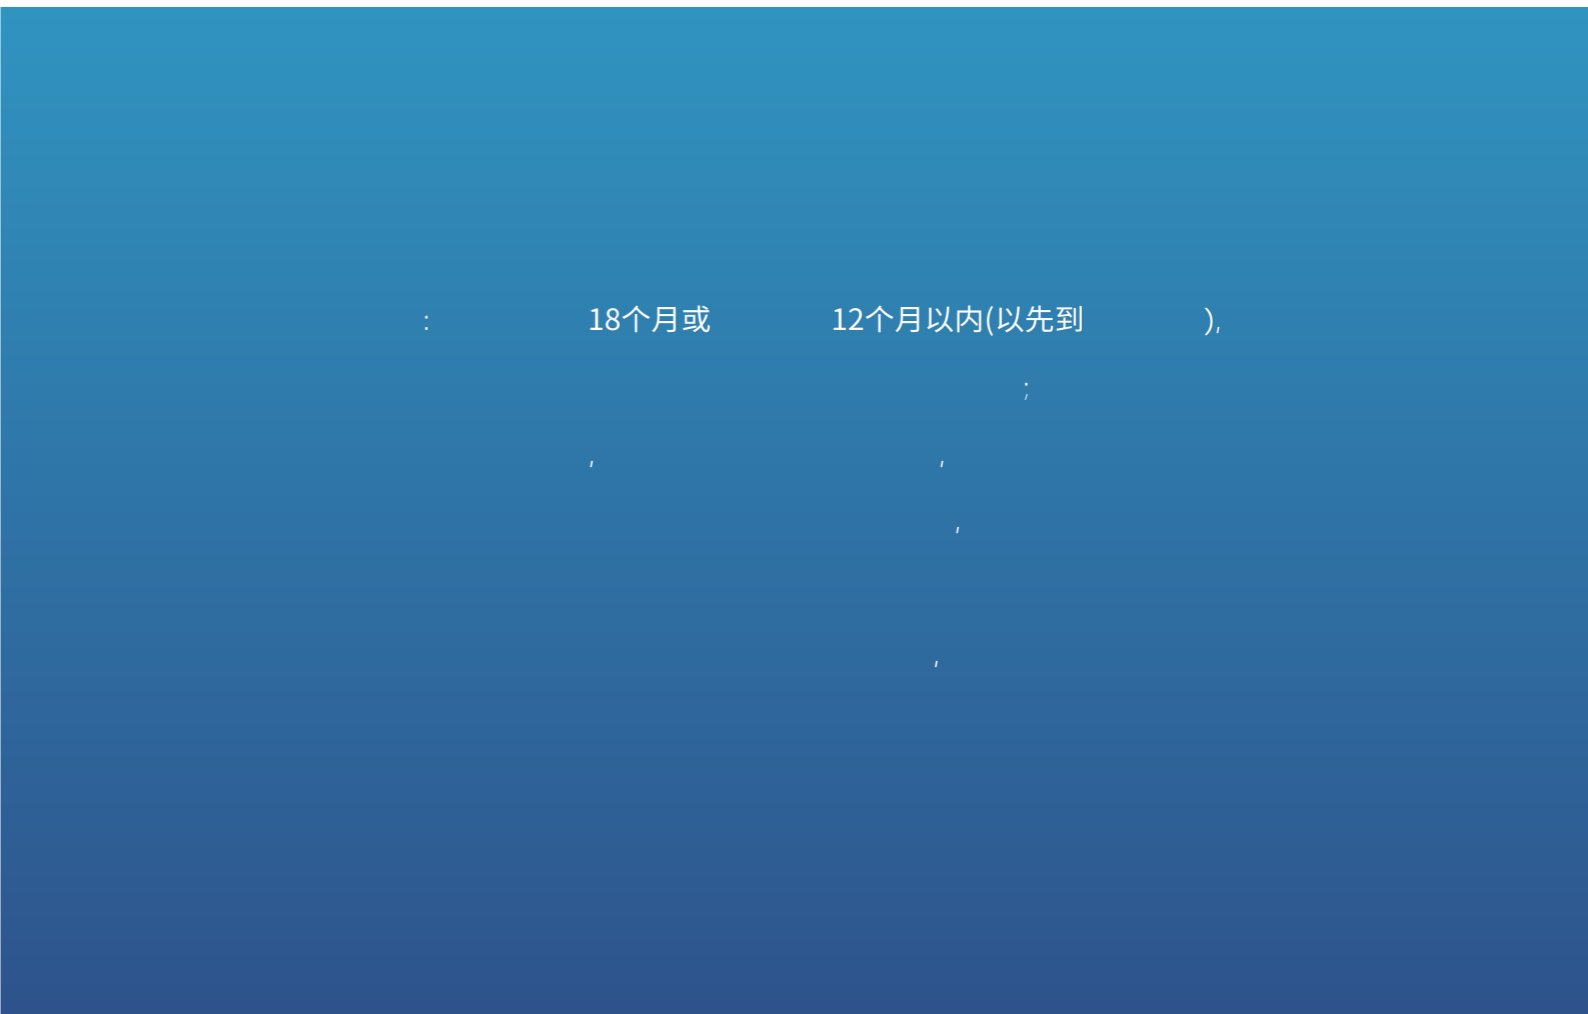 : 18个月或 12个月以内(以先到 ),
;
, ,
,
,